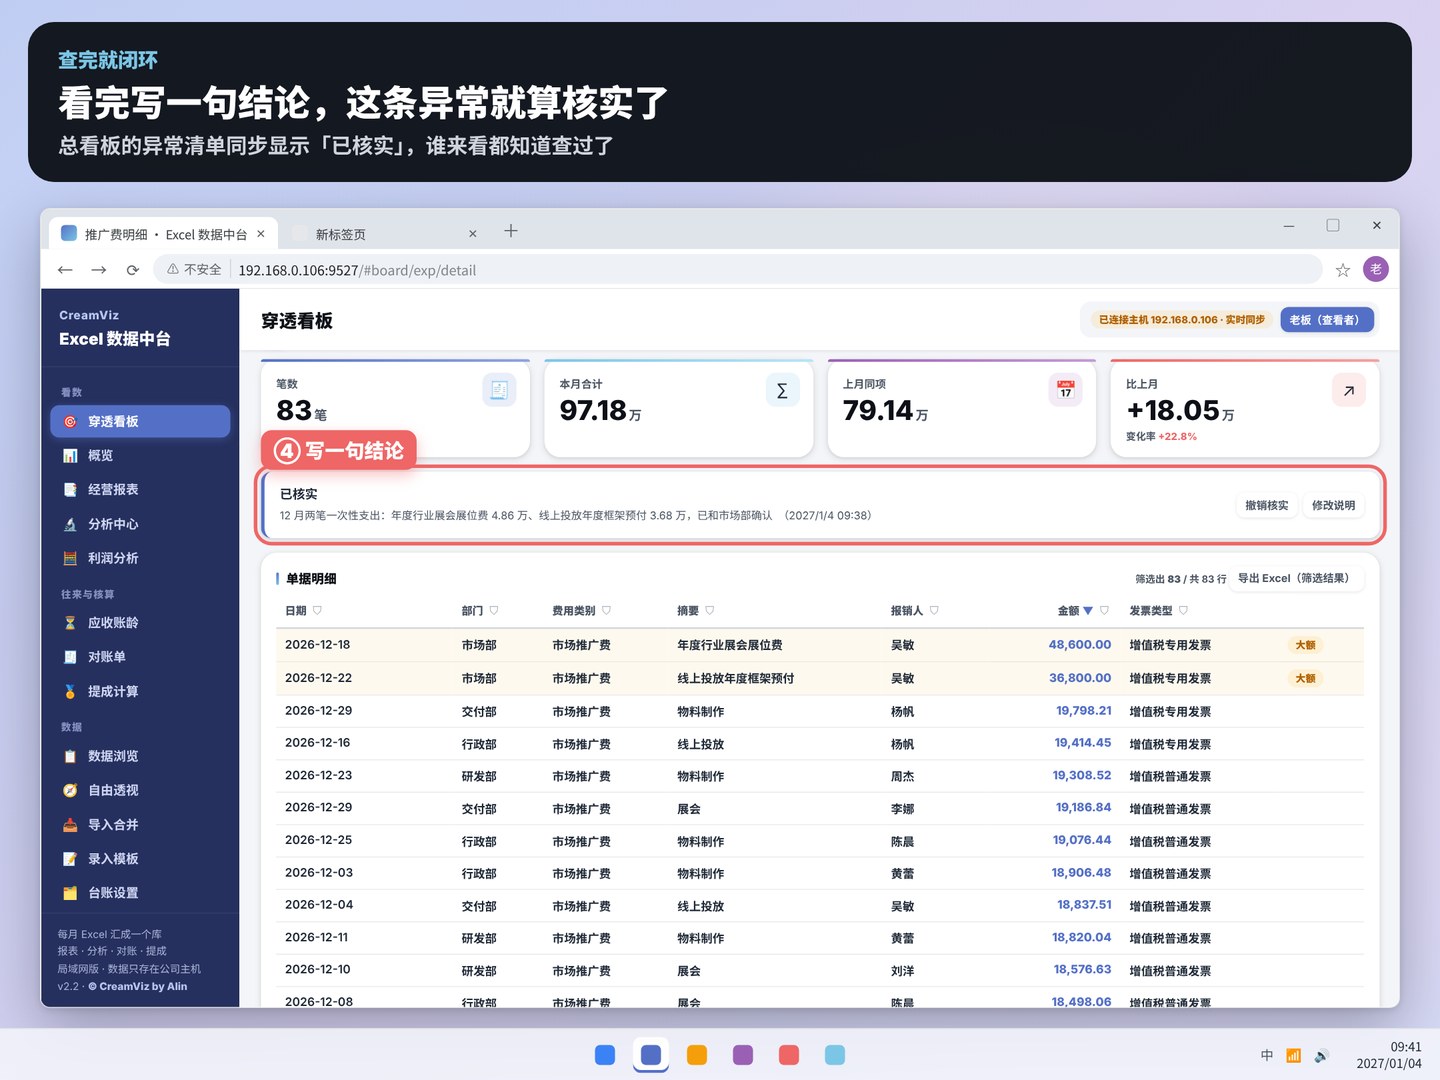 查完就闭环
看完写一句结论，这条异常就算核实了
总看板的异常清单同步显示「已核实」，谁来看都知道查过了
推广费明细 · Excel 数据中台
新标签页
不安全 192.168.0.106:9527/#board/exp/detail
老
CreamViz
Excel 数据中台
看数
穿透看板
概览
经营报表
分析中心
利润分析
往来与核算
应收账龄
对账单
提成计算
数据
数据浏览
自由透视
导入合并
录入模板
台账设置
每月 Excel 汇成一个库
报表 · 分析 · 对账 · 提成
局域网版 · 数据只存在公司主机
v2.2 · © CreamViz by Alin
穿透看板
已连接主机 192.168.0.106 · 实时同步
老板（查看者）
笔数
83 笔
本月合计
97.18 万
上月同项
79.14 万
比上月
+18.05 万
变化率 +22.8%
④ 写一句结论
已核实
12 月两笔一次性支出：年度行业展会展位费 4.86 万、线上投放年度框架预付 3.68 万，已和市场部确认 （2027/1/4 09:38）
撤销核实
修改说明
单据明细
筛选出 83 / 共 83 行
导出 Excel（筛选结果）
日期 部门 费用类别 摘要 报销人 金额 ▼ 发票类型
2026-12-18 市场部 市场推广费 年度行业展会展位费 吴敏 48,600.00 增值税专用发票 大额
2026-12-22 市场部 市场推广费 线上投放年度框架预付 吴敏 36,800.00 增值税专用发票 大额
2026-12-29 交付部 市场推广费 物料制作 杨帆 19,798.21 增值税专用发票
2026-12-16 行政部 市场推广费 线上投放 杨帆 19,414.45 增值税专用发票
2026-12-23 研发部 市场推广费 物料制作 周杰 19,308.52 增值税普通发票
2026-12-29 交付部 市场推广费 展会 李娜 19,186.84 增值税普通发票
2026-12-25 行政部 市场推广费 物料制作 陈晨 19,076.44 增值税普通发票
2026-12-03 行政部 市场推广费 物料制作 黄蕾 18,906.48 增值税普通发票
2026-12-04 交付部 市场推广费 线上投放 吴敏 18,837.51 增值税普通发票
2026-12-11 研发部 市场推广费 物料制作 黄蕾 18,820.04 增值税普通发票
2026-12-10 研发部 市场推广费 展会 刘洋 18,576.63 增值税普通发票
2026-12-08 行政部 市场推广费 展会 陈晨 18,498.06 增值税普通发票
中
09:41
2027/01/04